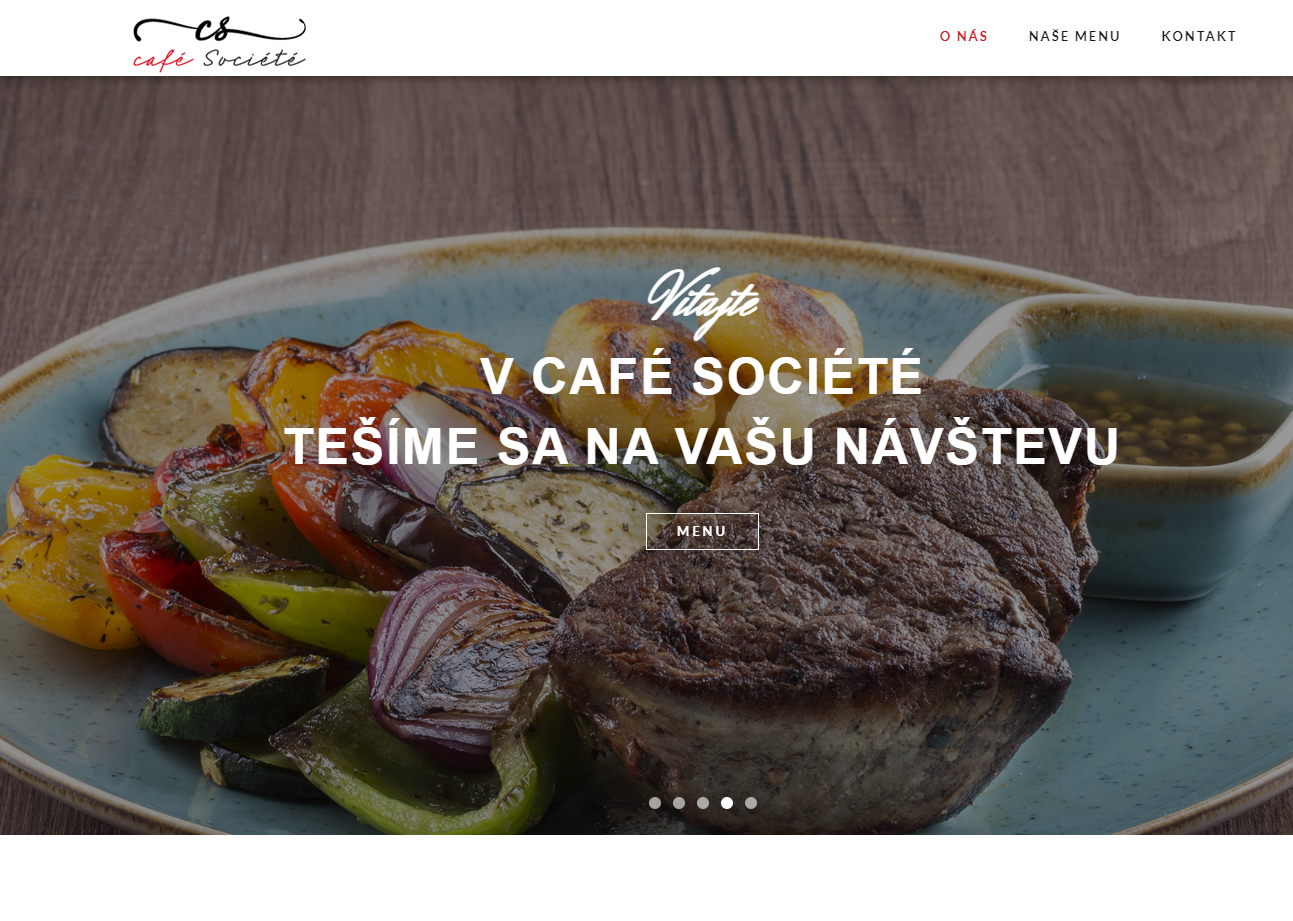 cs
café Société
O NÁS NAŠE MENU KONTAKT
Vitajte
V CAFÉ SOCIÉTÉ
TEŠÍME SA NA VAŠU NÁVŠTEVU
MENU